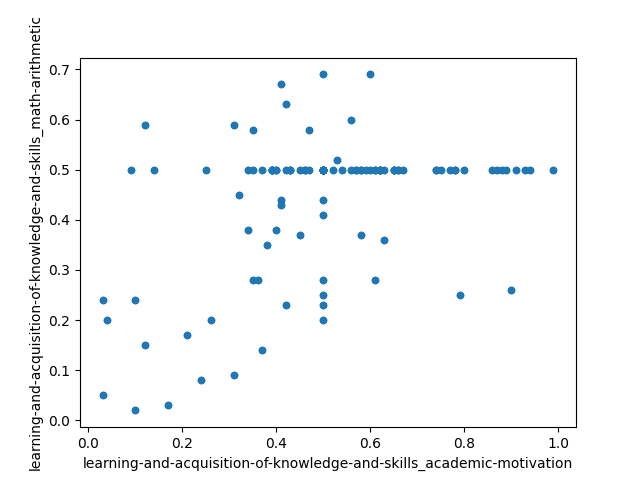 learning-and-acquisition-of-knowledge-and-skills_math-arithmetic
0.7
0.6
0.5
0.4
0.3
0.2
0.1
0.0
0.0 0.2 0.4 0.6 0.8 1.0
learning-and-acquisition-of-knowledge-and-skills_academic-motivation